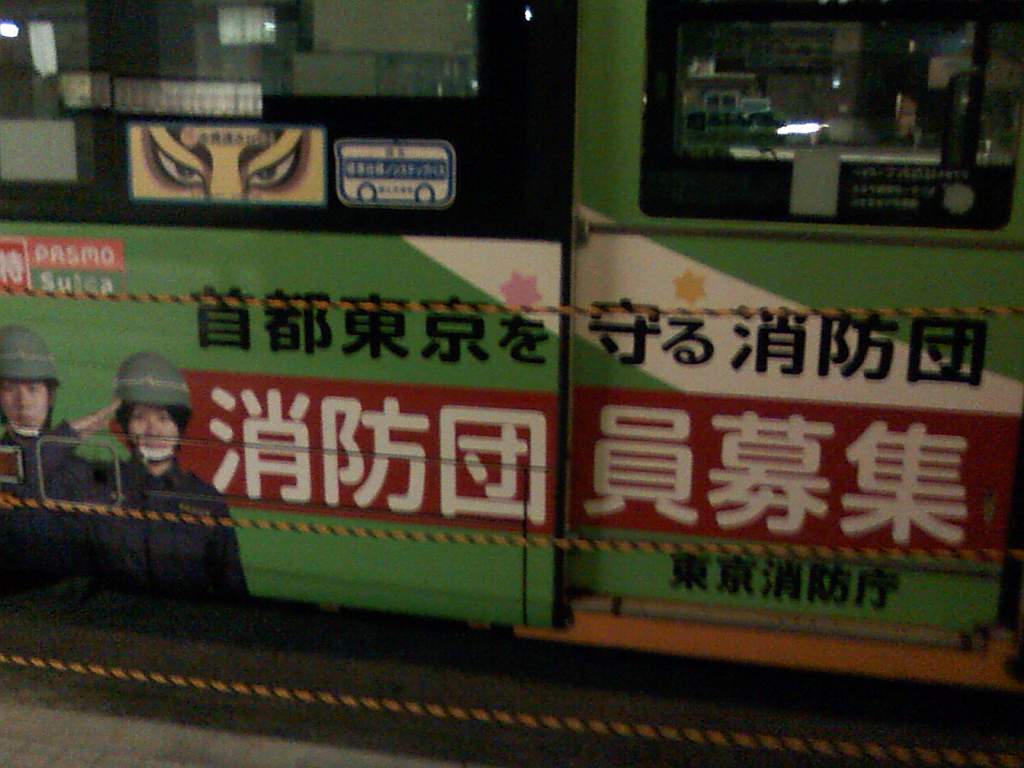 特 PASMO
Suica
首都東京を守る消防団
消防団員募集
東京消防庁